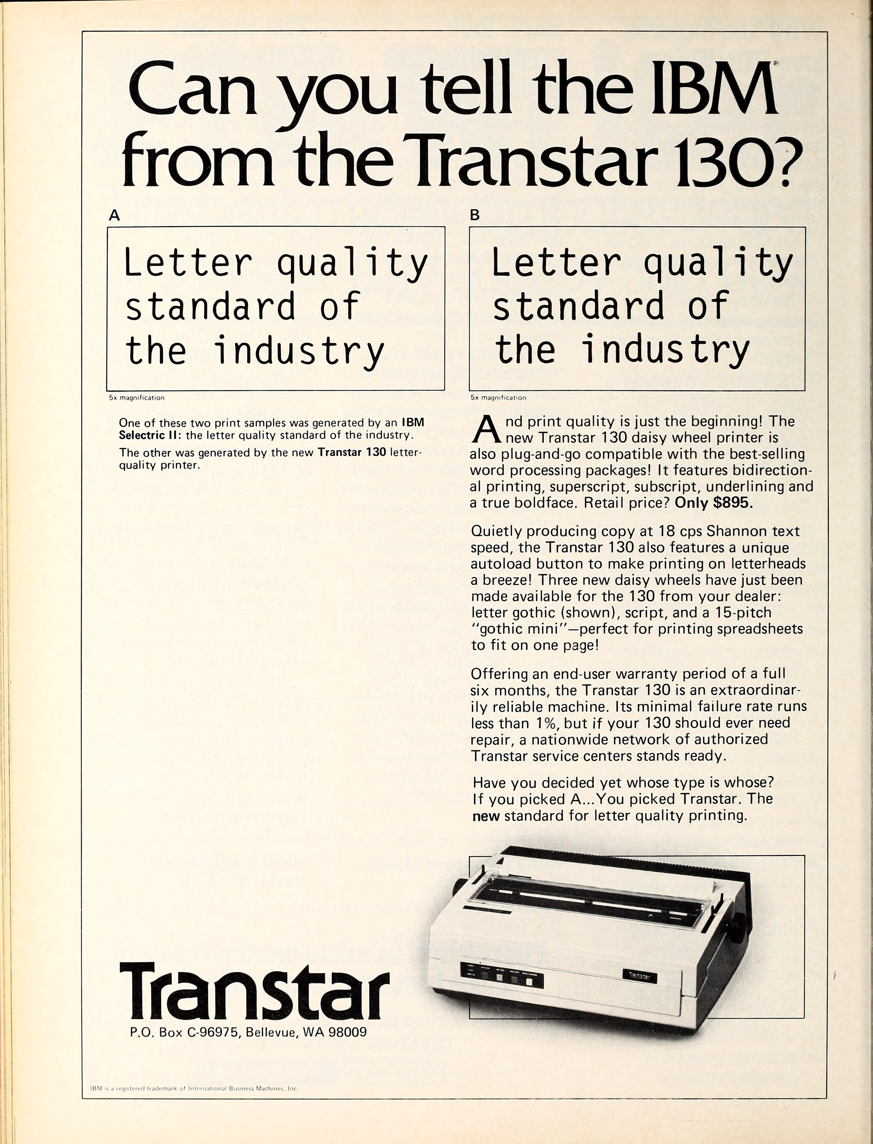 Can you tell the IBM®
from the Transtar 130?
A
Letter quality
standard of
the industry
5x magnification
One of these two print samples was generated by an IBM
Selectric II: the letter quality standard of the industry.
The other was generated by the new Transtar 130 letter-
quality printer.
B
Letter quality
standard of
the industry
5x magnification
And print quality is just the beginning! The
new Transtar 130 daisy wheel printer is
also plug-and-go compatible with the best-selling
word processing packages! It features bidirection-
al printing, superscript, subscript, underlining and
a true boldface. Retail price? Only $895.
Quietly producing copy at 18 cps Shannon text
speed, the Transtar 130 also features a unique
autoload button to make printing on letterheads
a breeze! Three new daisy wheels have just been
made available for the 130 from your dealer:
letter gothic (shown), script, and a 15-pitch
"gothic mini"—perfect for printing spreadsheets
to fit on one page!
Offering an end-user warranty period of a full
six months, the Transtar 130 is an extraordinar-
ily reliable machine. Its minimal failure rate runs
less than 1%, but if your 130 should ever need
repair, a nationwide network of authorized
Transtar service centers stands ready.
Have you decided yet whose type is whose?
If you picked A...You picked Transtar. The
new standard for letter quality printing.
Transtar
Transtar
P.O. Box C-96975, Bellevue, WA 98009
IBM is a registered trademark of International Business Machines, Inc.